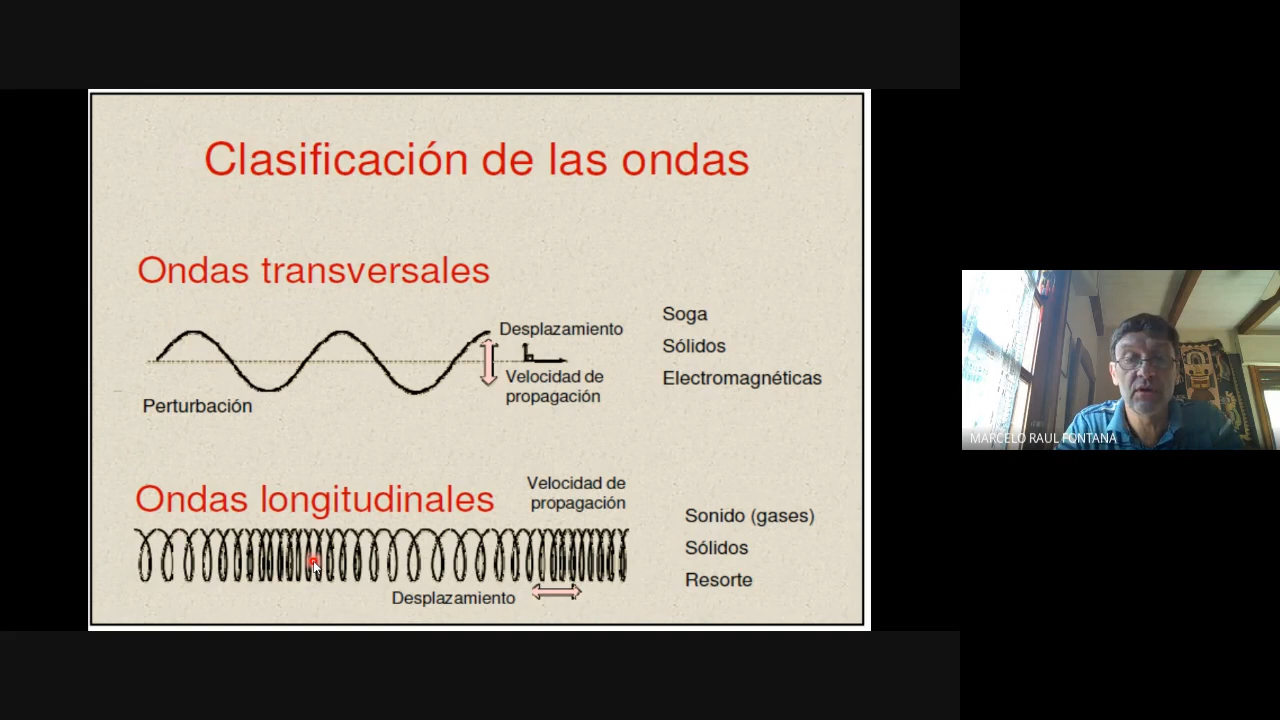 Clasificación de las ondas
Ondas transversales
Soga
Desplazamiento
Sólidos
Velocidad de
propagación
Electromagnéticas
Perturbación
Ondas longitudinales
Velocidad de
propagación
Sonido (gases)
Sólidos
Resorte
Desplazamiento
MARCELO RAUL FONTANA